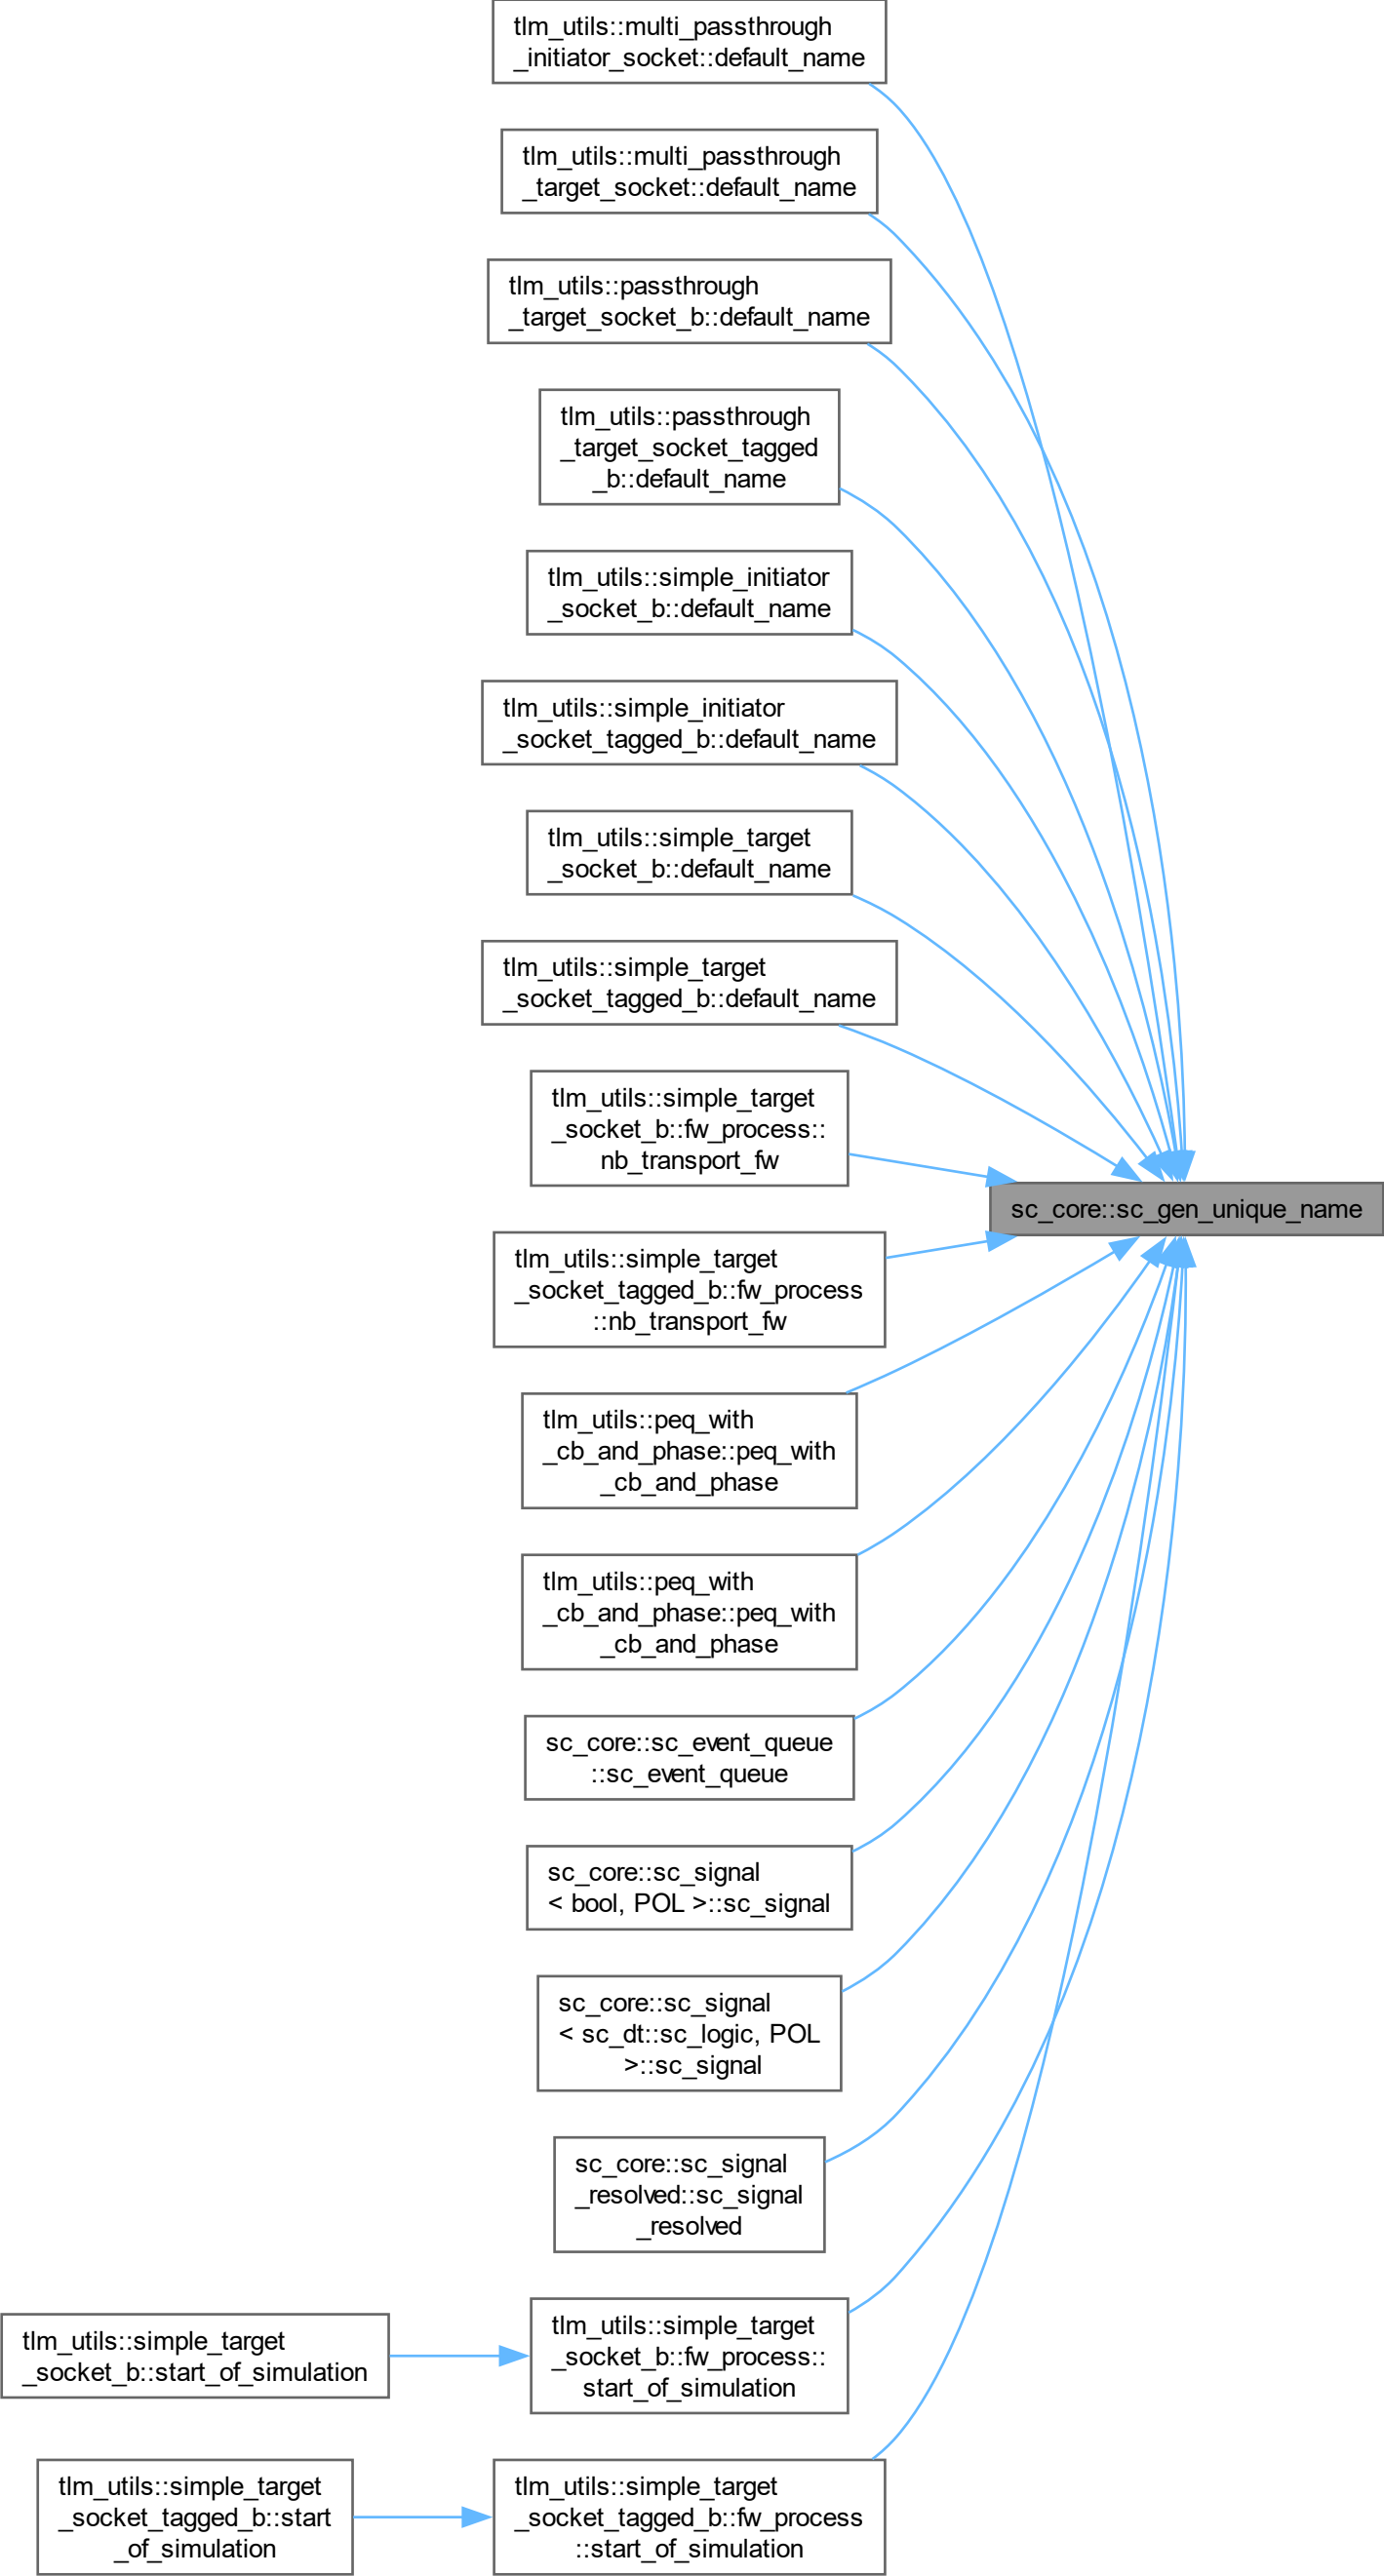 tlm_utils::multi_passthrough
_initiator_socket::default_name
tlm_utils::multi_passthrough
_target_socket::default_name
tlm_utils::passthrough
_target_socket_b::default_name
tlm_utils::passthrough
_target_socket_tagged
_b::default_name
tlm_utils::simple_initiator
_socket_b::default_name
tlm_utils::simple_initiator
_socket_tagged_b::default_name
tlm_utils::simple_target
_socket_b::default_name
tlm_utils::simple_target
_socket_tagged_b::default_name
tlm_utils::simple_target
_socket_b::fw_process::
nb_transport_fw
sc_core::sc_gen_unique_name
tlm_utils::simple_target
_socket_tagged_b::fw_process
::nb_transport_fw
tlm_utils::peq_with
_cb_and_phase::peq_with
_cb_and_phase
tlm_utils::peq_with
_cb_and_phase::peq_with
_cb_and_phase
sc_core::sc_event_queue
::sc_event_queue
sc_core::sc_signal
< bool, POL >::sc_signal
sc_core::sc_signal
< sc_dt::sc_logic, POL
>::sc_signal
sc_core::sc_signal
_resolved::sc_signal
_resolved
tlm_utils::simple_target
_socket_b::start_of_simulation
tlm_utils::simple_target
_socket_b::fw_process::
start_of_simulation
tlm_utils::simple_target
_socket_tagged_b::start
_of_simulation
tlm_utils::simple_target
_socket_tagged_b::fw_process
::start_of_simulation